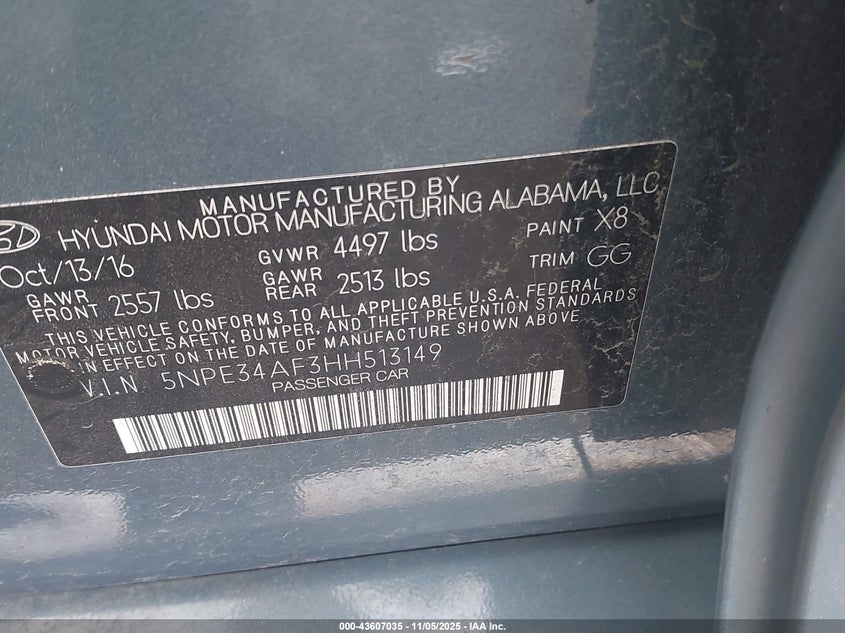 MANUFACTURED BY
HYUNDAI MOTOR MANUFACTURING ALABAMA, LLC
Oct/13/16 GVWR 4497 lbs PAINT X8
GAWR FRONT 2557 lbs GAWR REAR 2513 lbs TRIM GG
THIS VEHICLE CONFORMS TO ALL APPLICABLE U.S.A. FEDERAL
MOTOR VEHICLE SAFETY, BUMPER, AND THEFT PREVENTION STANDARDS
IN EFFECT ON THE DATE OF MANUFACTURE SHOWN ABOVE
V.I.N 5NPE34AF3HH513149
PASSENGER CAR
000-43607035 - 11/05/2025 - IAA Inc.